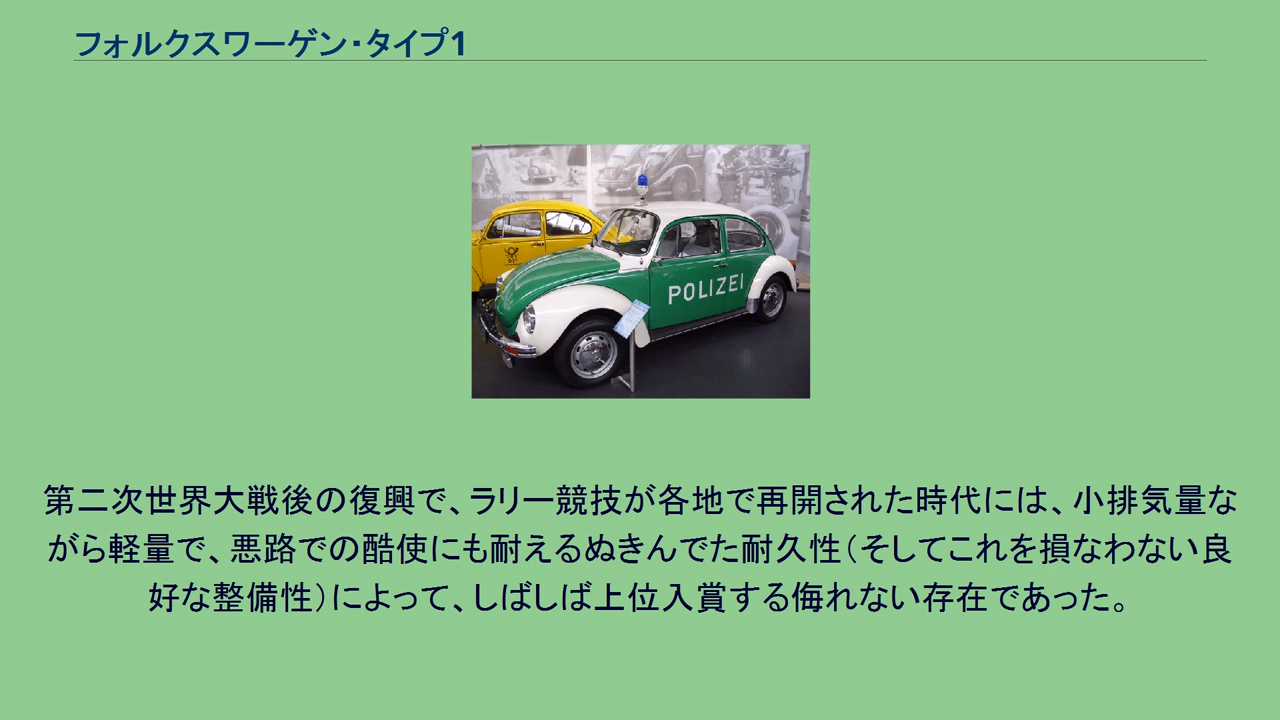 フォルクスワーゲン・タイプ1
POLIZEI
第二次世界大戦後の復興で、ラリー競技が各地で再開された時代には、小排気量な
がら軽量で、悪路での酷使にも耐えるぬきんでた耐久性（そしてこれを損なわない良
好な整備性）によって、しばしば上位入賞する侮れない存在であった。